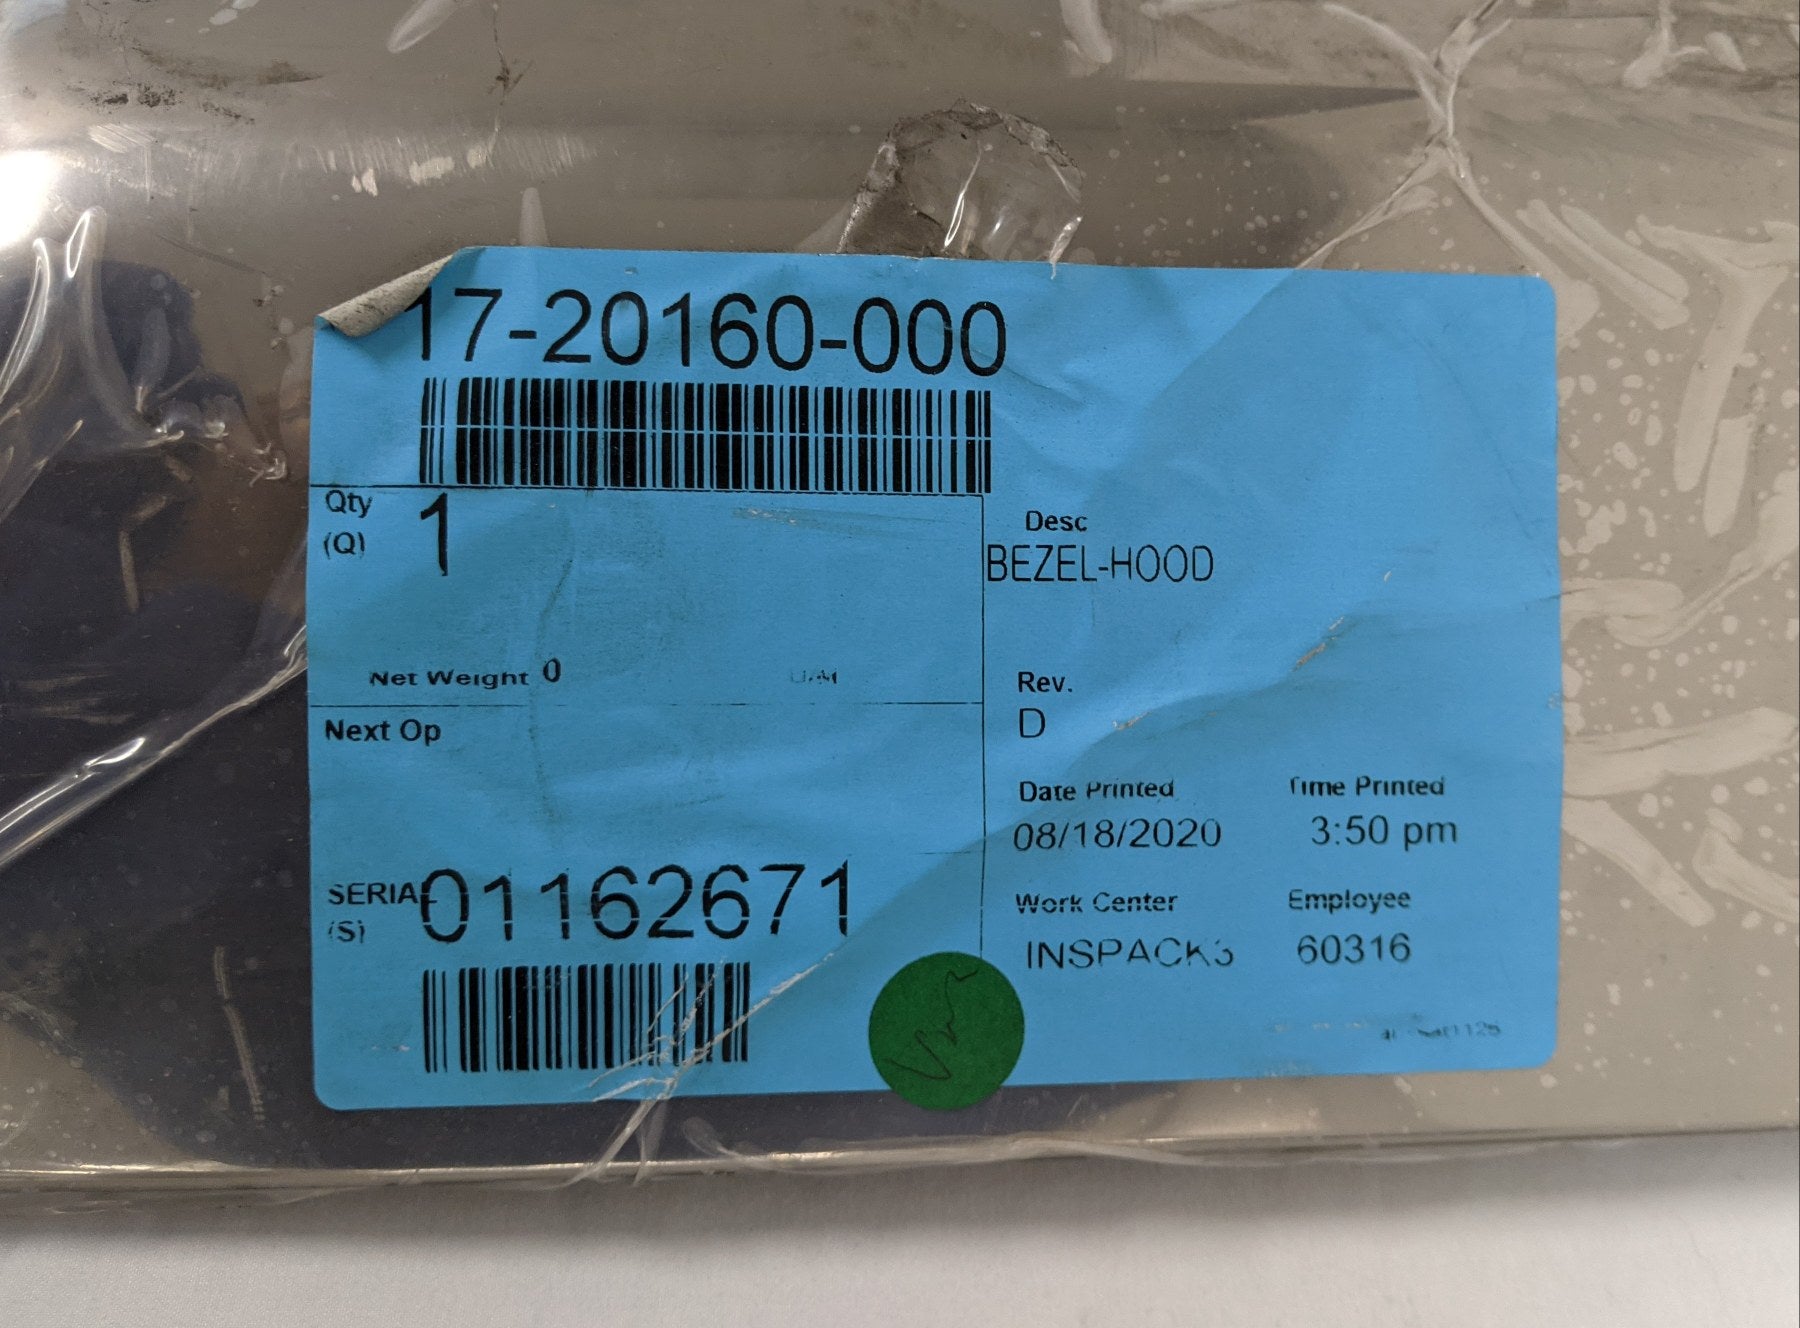 17-20160-000
Qty
(Q)
1
Desc
BEZEL-HOOD
Net Weight 0
Rev.
D
Next Op
Date Printed
08/18/2020
Time Printed
3:50 pm
SERIAL
(S)
01162671
Work Center
INSPACK3
Employee
60316